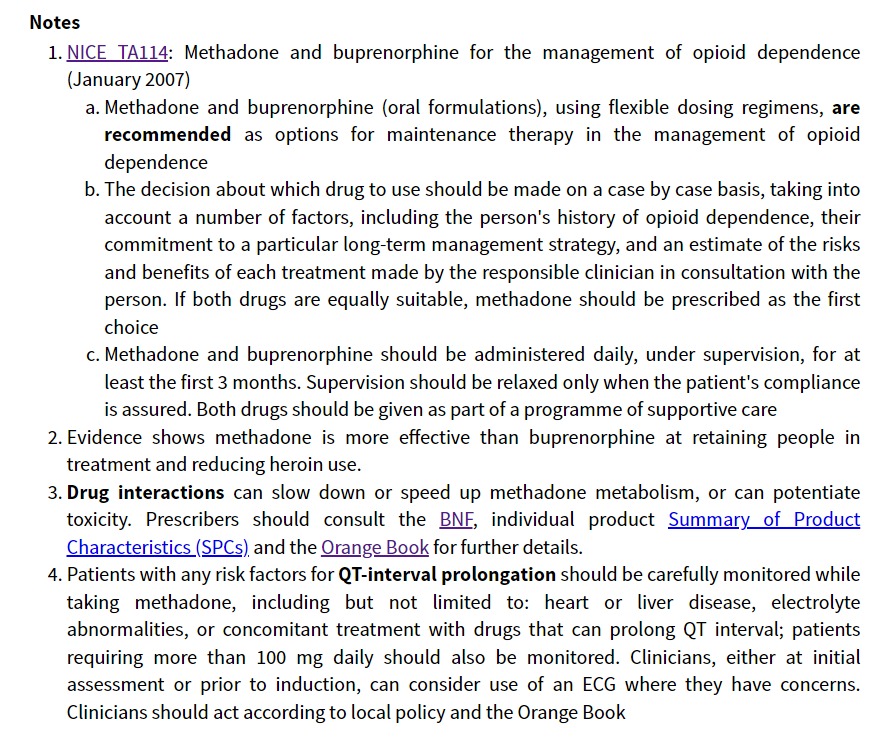 Notes
1. NICE TA114: Methadone and buprenorphine for the management of opioid dependence
(January 2007)
a. Methadone and buprenorphine (oral formulations), using flexible dosing regimens, are
recommended as options for maintenance therapy in the management of opioid
dependence
b. The decision about which drug to use should be made on a case by case basis, taking into
account a number of factors, including the person's history of opioid dependence, their
commitment to a particular long-term management strategy, and an estimate of the risks
and benefits of each treatment made by the responsible clinician in consultation with the
person. If both drugs are equally suitable, methadone should be prescribed as the first
choice
c. Methadone and buprenorphine should be administered daily, under supervision, for at
least the first 3 months. Supervision should be relaxed only when the patient's compliance
is assured. Both drugs should be given as part of a programme of supportive care
2. Evidence shows methadone is more effective than buprenorphine at retaining people in
treatment and reducing heroin use.
3. Drug interactions can slow down or speed up methadone metabolism, or can potentiate
toxicity. Prescribers should consult the BNF, individual product Summary of Product
Characteristics (SPCs) and the Orange Book for further details.
4. Patients with any risk factors for QT-interval prolongation should be carefully monitored while
taking methadone, including but not limited to: heart or liver disease, electrolyte
abnormalities, or concomitant treatment with drugs that can prolong QT interval; patients
requiring more than 100 mg daily should also be monitored. Clinicians, either at initial
assessment or prior to induction, can consider use of an ECG where they have concerns.
Clinicians should act according to local policy and the Orange Book